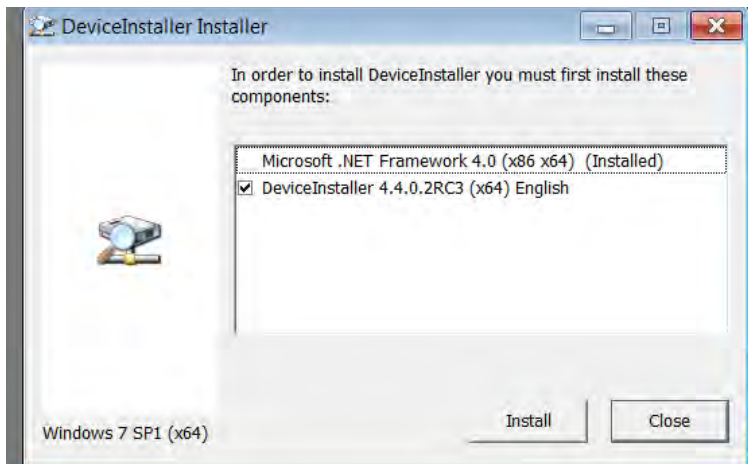 DeviceInstaller Installer
In order to install DeviceInstaller you must first install these
components:
Microsoft .NET Framework 4.0 (x86 x64) (Installed)
DeviceInstaller 4.4.0.2RC3 (x64) English
Windows 7 SP1 (x64)
Install
Close